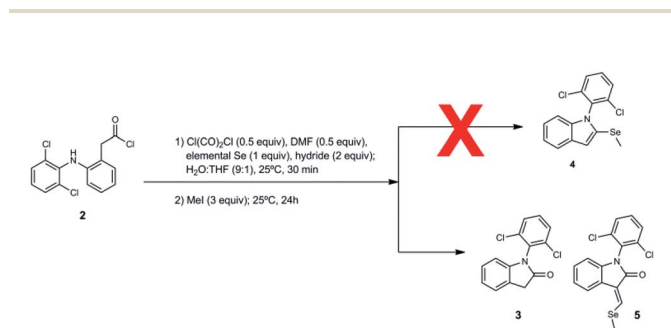 Cl
O
Cl
H
N
Cl
2
1) Cl(CO)₂Cl (0.5 equiv), DMF (0.5 equiv),
elemental Se (1 equiv), hydride (2 equiv);
H₂O:THF (9:1), 25ºC, 30 min
2) MeI (3 equiv); 25ºC, 24h
X
Cl
Cl
N
Se
4
Cl
Cl
N
O
3
Cl
Cl
N
O
Se
5